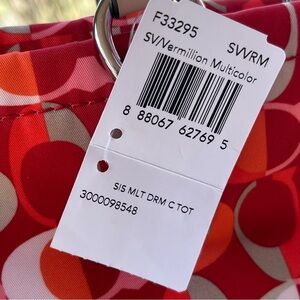 F33295 SWRM
SV/Vermillion Multicolor
8 88067 62769 5
SIS MLT DRM C TOT
3000098548